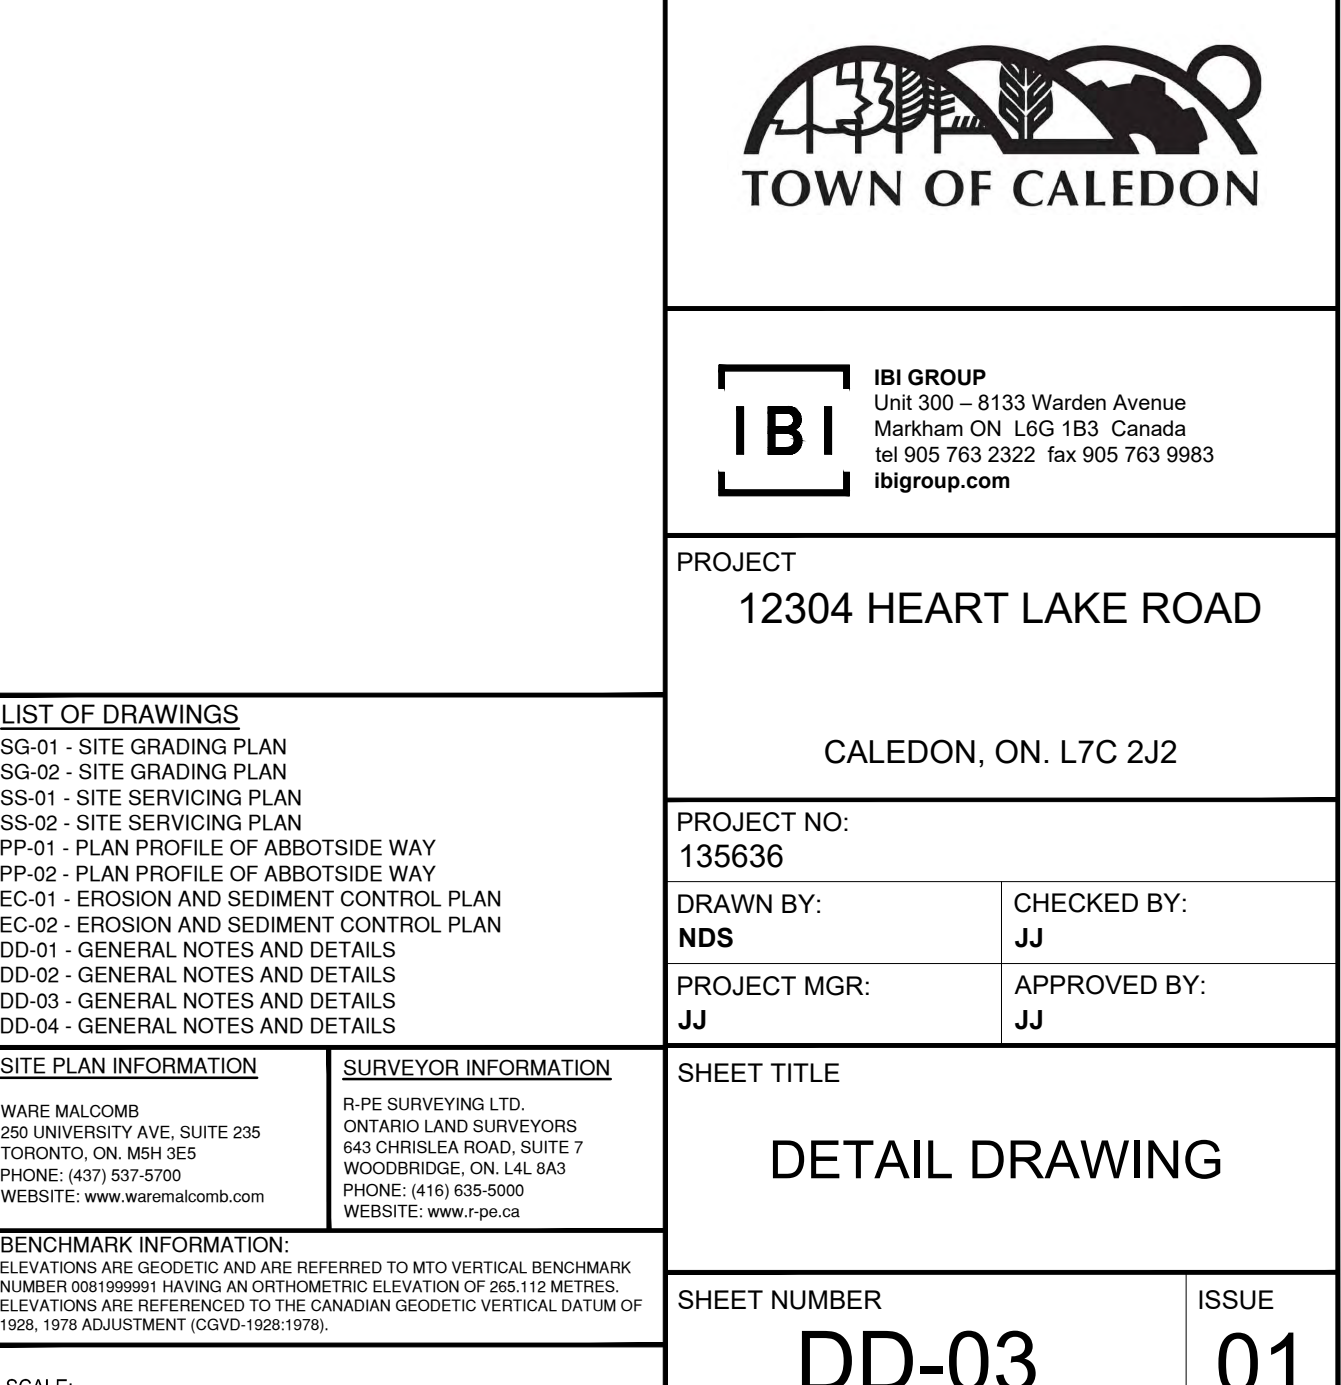 TOWN OF CALEDON
IBI
IBI GROUP
Unit 300 – 8133 Warden Avenue
Markham ON L6G 1B3 Canada
tel 905 763 2322 fax 905 763 9983
ibigroup.com
PROJECT
12304 HEART LAKE ROAD
CALEDON, ON. L7C 2J2
LIST OF DRAWINGS
SG-01 - SITE GRADING PLAN
SG-02 - SITE GRADING PLAN
SS-01 - SITE SERVICING PLAN
SS-02 - SITE SERVICING PLAN
PP-01 - PLAN PROFILE OF ABBOTSIDE WAY
PP-02 - PLAN PROFILE OF ABBOTSIDE WAY
EC-01 - EROSION AND SEDIMENT CONTROL PLAN
EC-02 - EROSION AND SEDIMENT CONTROL PLAN
DD-01 - GENERAL NOTES AND DETAILS
DD-02 - GENERAL NOTES AND DETAILS
DD-03 - GENERAL NOTES AND DETAILS
DD-04 - GENERAL NOTES AND DETAILS
PROJECT NO:
135636
DRAWN BY:
NDS
CHECKED BY:
JJ
PROJECT MGR:
JJ
APPROVED BY:
JJ
SITE PLAN INFORMATION
WARE MALCOMB
250 UNIVERSITY AVE, SUITE 235
TORONTO, ON. M5H 3E5
PHONE: (437) 537-5700
WEBSITE: www.waremalcomb.com
SURVEYOR INFORMATION
R-PE SURVEYING LTD.
ONTARIO LAND SURVEYORS
643 CHRISLEA ROAD, SUITE 7
WOODBRIDGE, ON. L4L 8A3
PHONE: (416) 635-5000
WEBSITE: www.r-pe.ca
SHEET TITLE
DETAIL DRAWING
BENCHMARK INFORMATION:
ELEVATIONS ARE GEODETIC AND ARE REFERRED TO MTO VERTICAL BENCHMARK
NUMBER 0081999991 HAVING AN ORTHOMETRIC ELEVATION OF 265.112 METRES.
ELEVATIONS ARE REFERENCED TO THE CANADIAN GEODETIC VERTICAL DATUM OF
1928, 1978 ADJUSTMENT (CGVD-1928:1978).
SHEET NUMBER
DD-03
ISSUE
01
SCALE: